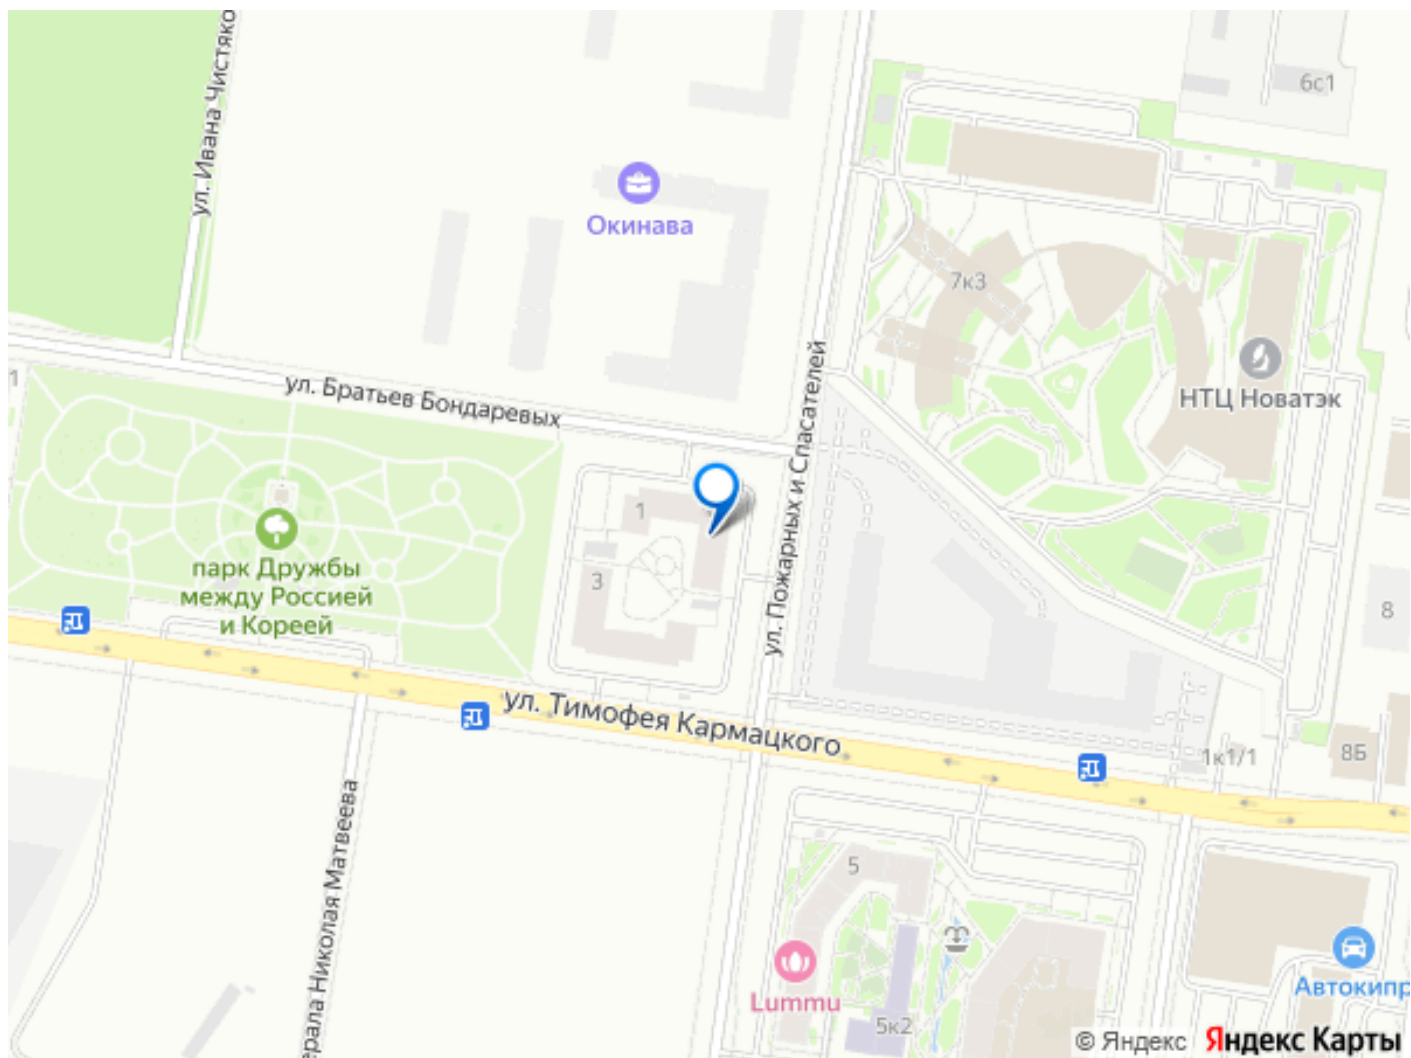 ул. Ивана Чистяко
6с1
Окинава
7к3
НТЦ Новатэк
1
ул. Братьев Бондаревых
ул. Пожарных и Спасателей
1
3
парк Дружбы
между Россией
и Кореей
8
ул. Тимофея Кармацкого
1к1/1
8Б
ерала Николая Матвеева
5
Lummu
5к2
Автокипр
© Яндекс
Яндекс Карты